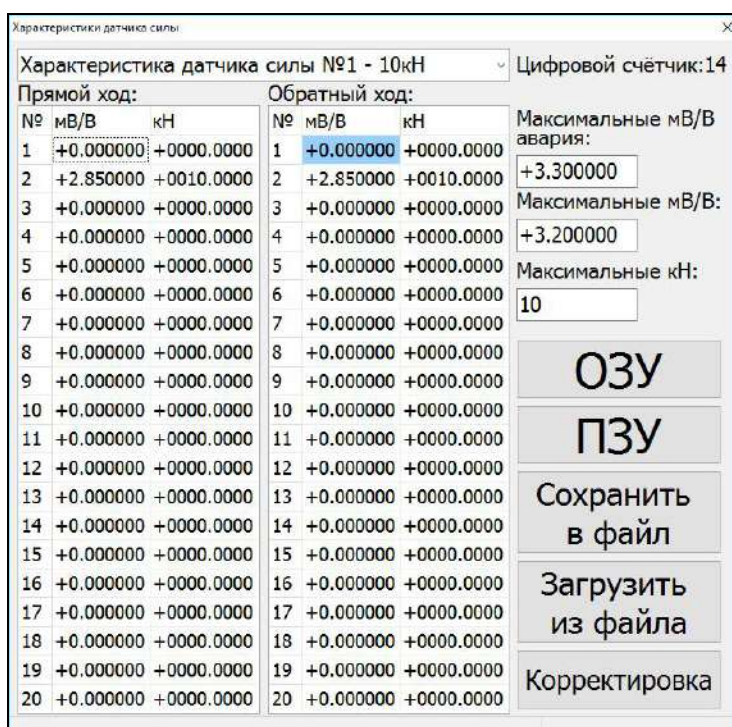 Характеристики датчика силы
Характеристика датчика силы №1 - 10кН
Цифровой счётчик:14
Прямой ход:
№ мВ/В кН
1 +0.000000 +0000.0000
2 +2.850000 +0010.0000
3 +0.000000 +0000.0000
4 +0.000000 +0000.0000
5 +0.000000 +0000.0000
6 +0.000000 +0000.0000
7 +0.000000 +0000.0000
8 +0.000000 +0000.0000
9 +0.000000 +0000.0000
10 +0.000000 +0000.0000
11 +0.000000 +0000.0000
12 +0.000000 +0000.0000
13 +0.000000 +0000.0000
14 +0.000000 +0000.0000
15 +0.000000 +0000.0000
16 +0.000000 +0000.0000
17 +0.000000 +0000.0000
18 +0.000000 +0000.0000
19 +0.000000 +0000.0000
20 +0.000000 +0000.0000
Обратный ход:
№ мВ/В кН
1 +0.000000 +0000.0000
2 +2.850000 +0010.0000
3 +0.000000 +0000.0000
4 +0.000000 +0000.0000
5 +0.000000 +0000.0000
6 +0.000000 +0000.0000
7 +0.000000 +0000.0000
8 +0.000000 +0000.0000
9 +0.000000 +0000.0000
10 +0.000000 +0000.0000
11 +0.000000 +0000.0000
12 +0.000000 +0000.0000
13 +0.000000 +0000.0000
14 +0.000000 +0000.0000
15 +0.000000 +0000.0000
16 +0.000000 +0000.0000
17 +0.000000 +0000.0000
18 +0.000000 +0000.0000
19 +0.000000 +0000.0000
20 +0.000000 +0000.0000
Максимальные мВ/В
авария:
+3.300000
Максимальные мВ/В:
+3.200000
Максимальные кН:
10
ОЗУ
ПЗУ
Сохранить
в файл
Загрузить
из файла
Корректировка